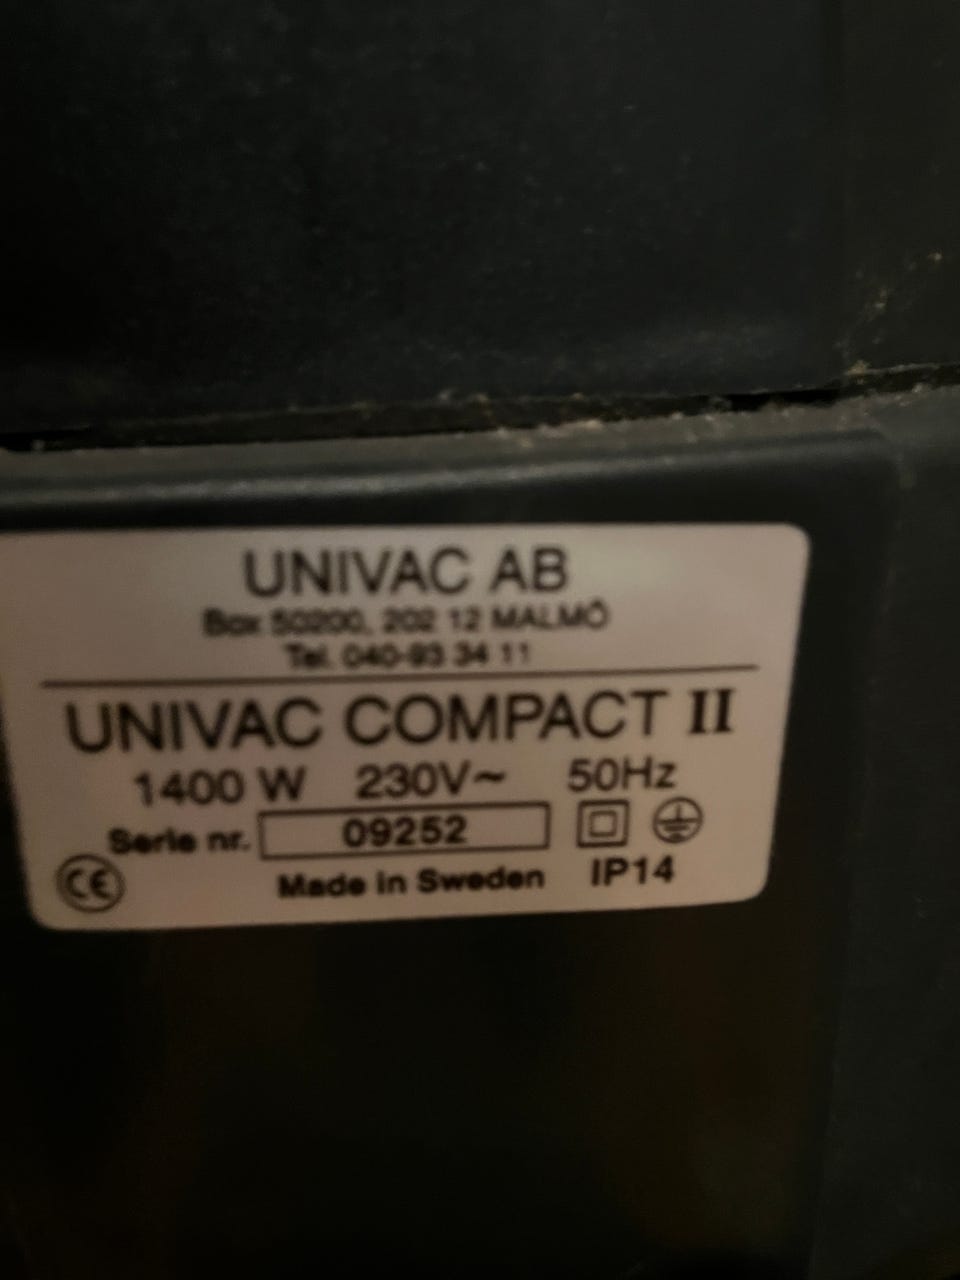 UNIVAC AB
Box 50200, 202 12 MALMÖ
Tel. 040-93 34 11
UNIVAC COMPACT II
1400 W 230V~ 50Hz
Serie nr. 09252
CE Made in Sweden IP14